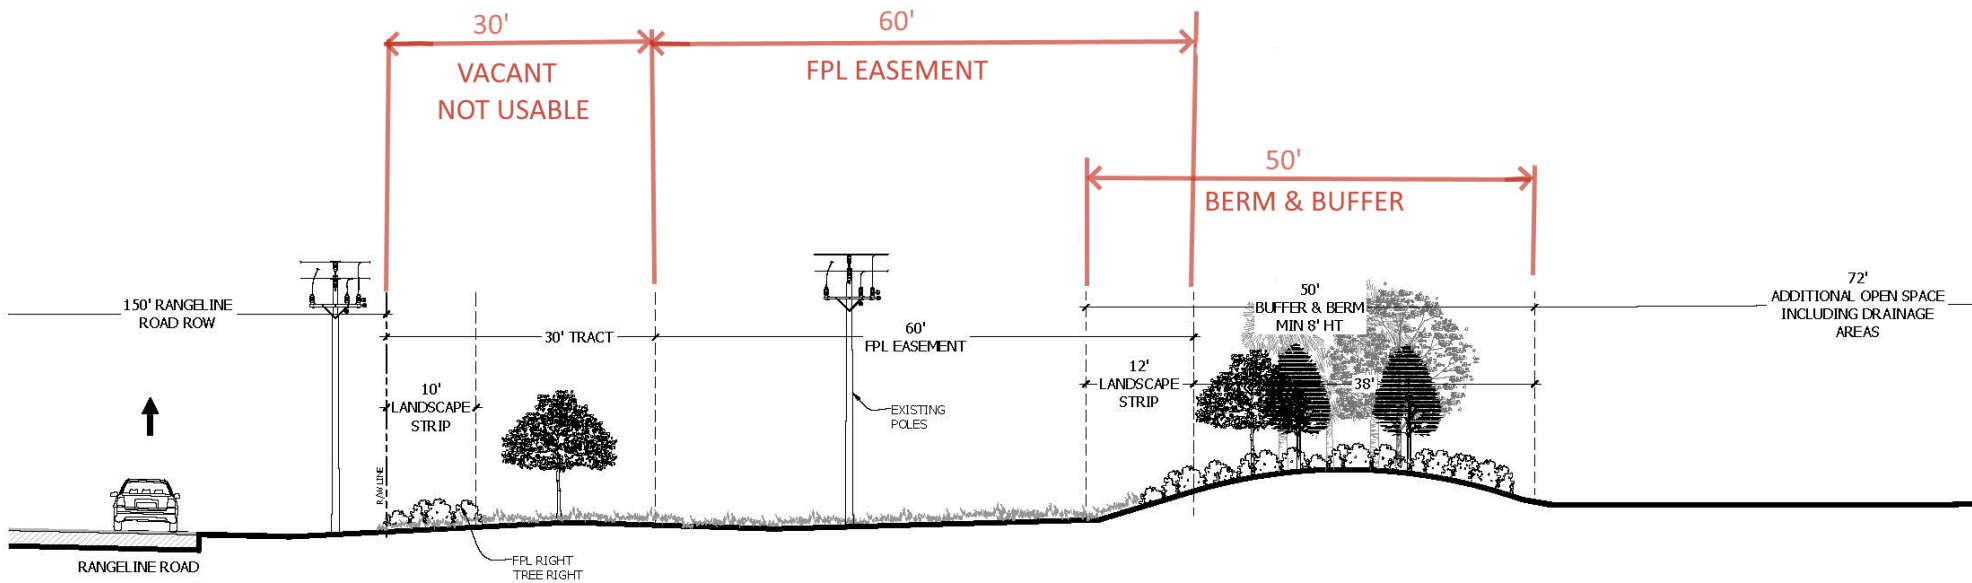 30'
VACANT
NOT USABLE
60'
FPL EASEMENT
50'
BERM & BUFFER
150' RANGELINE
ROAD ROW
30' TRACT
60'
FPL EASEMENT
50'
BUFFER & BERM
MIN 8' HT
72'
ADDITIONAL OPEN SPACE
INCLUDING DRAINAGE
AREAS
10'
LANDSCAPE
STRIP
12'
LANDSCAPE
STRIP
38'
EXISTING
POLES
R/W LINE
FPL RIGHT
TREE RIGHT
RANGELINE ROAD